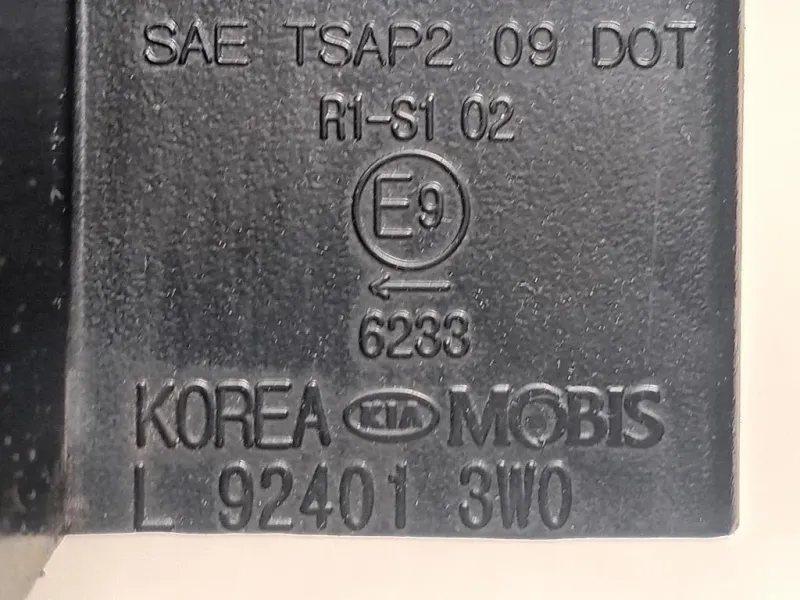 SAE TSAP2 09 DOT
R1-S1 02
E9
←
6233
KOREA KIA MOBIS
L 92401 3W0